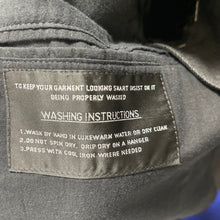 TO KEEP YOUR GARMENT LOOKING SMART INSIST ON IT
BEING PROPERLY WASHED
WASHING INSTRUCTIONS
1. WASH BY HAND IN LUKEWARM WATER OR DRY CLEAN
2. DO NOT SPIN DRY. DRIP DRY ON A HANGER
3. PRESS WITH COOL IRON WHERE NEEDED